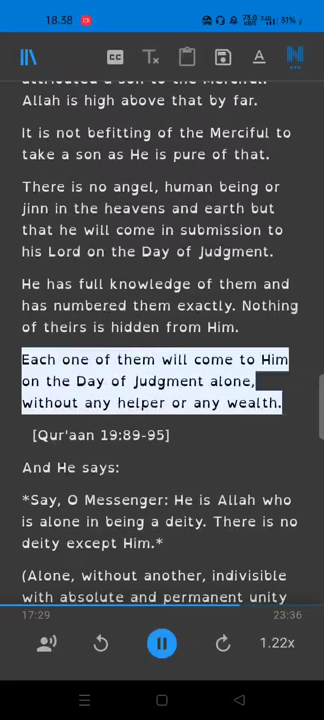 18.38
73.0
KB/S
51%
CC
attributed a son to the Merciful.
Allah is high above that by far.
It is not befitting of the Merciful to
take a son as He is pure of that.
There is no angel, human being or
jinn in the heavens and earth but
that he will come in submission to
his Lord on the Day of Judgment.
He has full knowledge of them and
has numbered them exactly. Nothing
of theirs is hidden from Him.
Each one of them will come to Him
on the Day of Judgment alone,
without any helper or any wealth.
[Qur'aan 19:89-95]
And He says:
*Say, O Messenger: He is Allah who
is alone in being a deity. There is no
deity except Him.*
(Alone, without another, indivisible
with absolute and permanent unity
17:29 23:36
1.22x